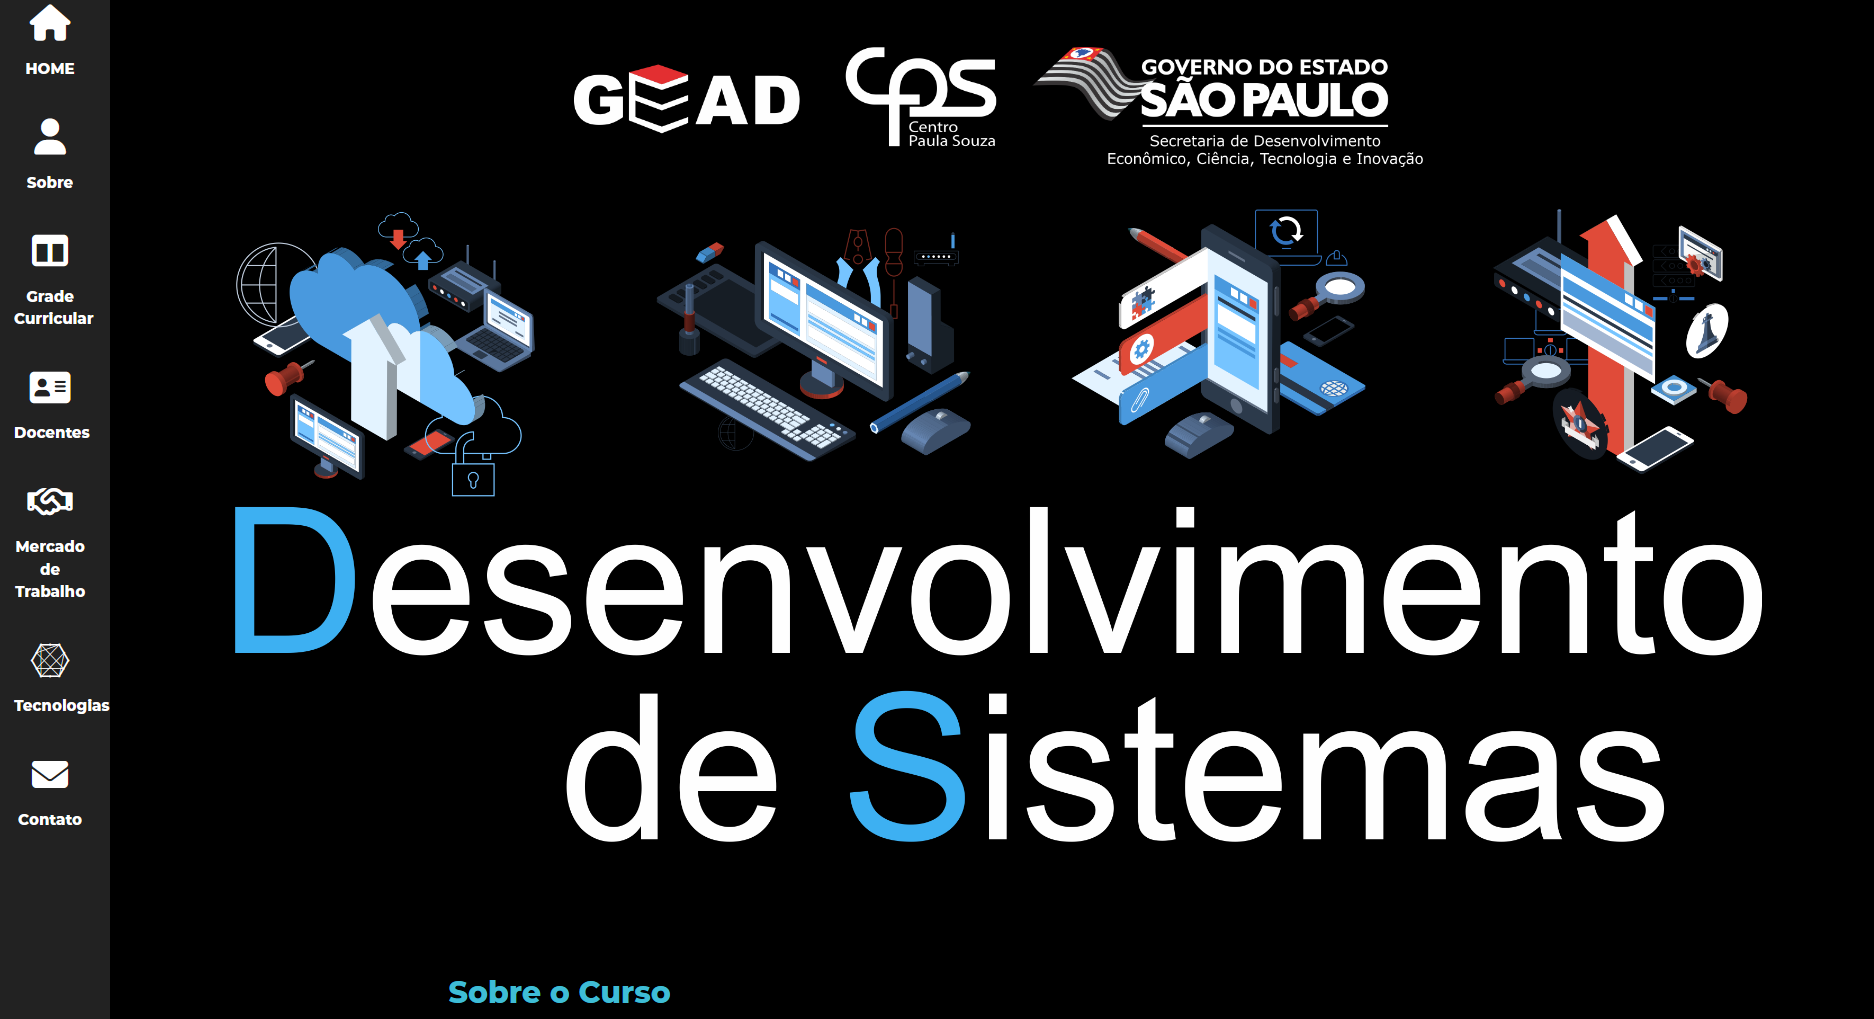 HOME
Sobre
Grade
Curricular
Docentes
Mercado
de
Trabalho
Tecnologias
Contato
GEAD
CPS
Centro
Paula Souza
GOVERNO DO ESTADO
SÃO PAULO
Secretaria de Desenvolvimento
Econômico, Ciência, Tecnologia e Inovação
Desenvolvimento
de Sistemas
Sobre o Curso